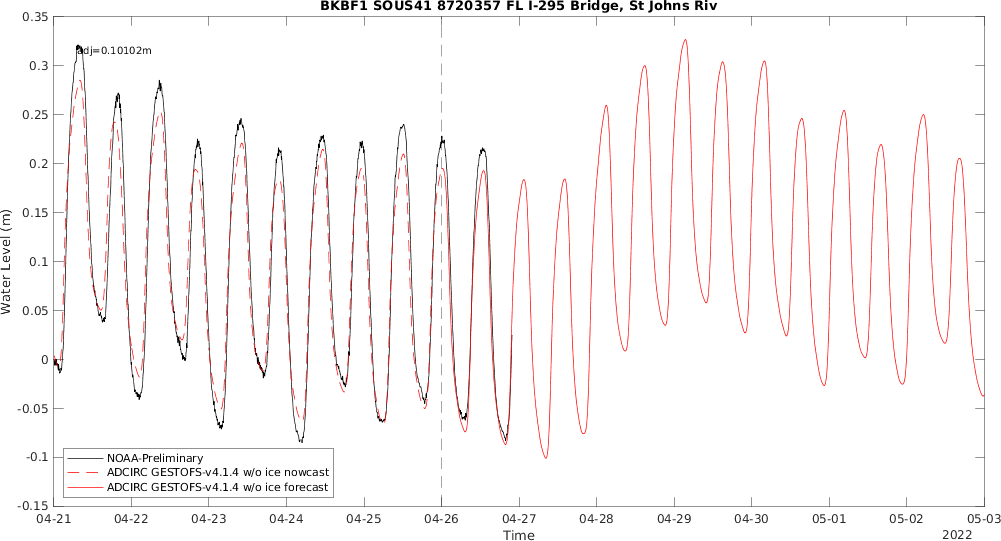 BKBF1 SOUS41 8720357 FL I-295 Bridge, St Johns Riv
adj=0.10102m
0.35
0.3
0.25
0.2
0.15
0.1
0.05
0
-0.05
-0.1
-0.15
Water Level (m)
NOAA-Preliminary
ADCIRC GESTOFS-v4.1.4 w/o ice nowcast
ADCIRC GESTOFS-v4.1.4 w/o ice forecast
04-21 04-22 04-23 04-24 04-25 04-26 04-27 04-28 04-29 04-30 05-01 05-02 05-03
Time
2022